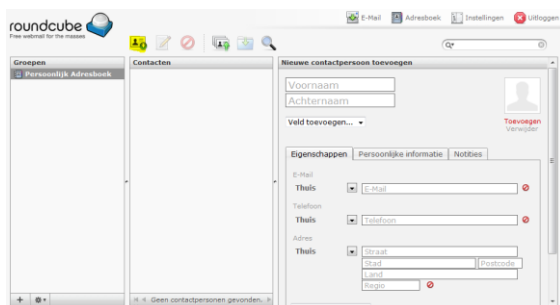 roundcube
Free webmail for the masses
E-Mail Adresboek Instellingen Uitloggen
Groepen
Persoonlijk Adresboek
Contacten
Geen contactpersonen gevonden.
Nieuwe contactpersoon toevoegen
Voornaam
Achternaam
Veld toevoegen...
Toevoegen
Verwijder
Eigenschappen Persoonlijke informatie Notities
E-Mail
Thuis E-Mail
Telefoon
Thuis Telefoon
Adres
Thuis Straat
Stad Postcode
Land
Regio